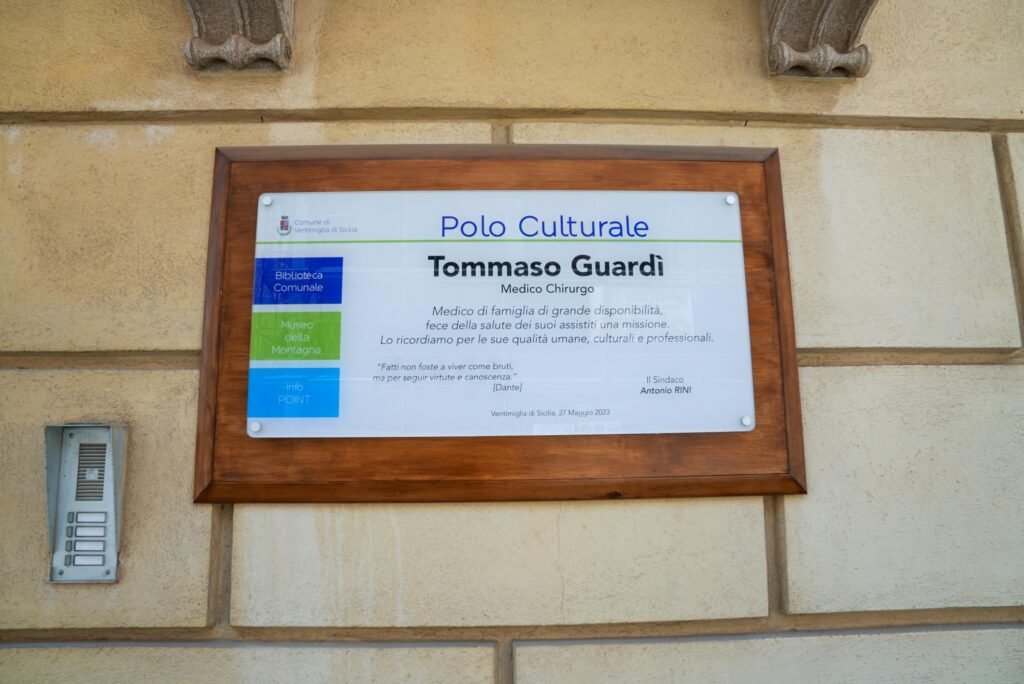 Comune di
Ventimiglia di Sicilia
Polo Culturale
Biblioteca
Comunale
Museo
della
Montagna
Info
POINT
Tommaso Guardì
Medico Chirurgo
Medico di famiglia di grande disponibilità,
fece della salute dei suoi assistiti una missione.
Lo ricordiamo per le sue qualità umane, culturali e professionali.
"Fatti non foste a viver come bruti,
ma per seguir virtute e canoscenza."
[Dante]
Il Sindaco
Antonio RINI
Ventimiglia di Sicilia, 27 Maggio 2023